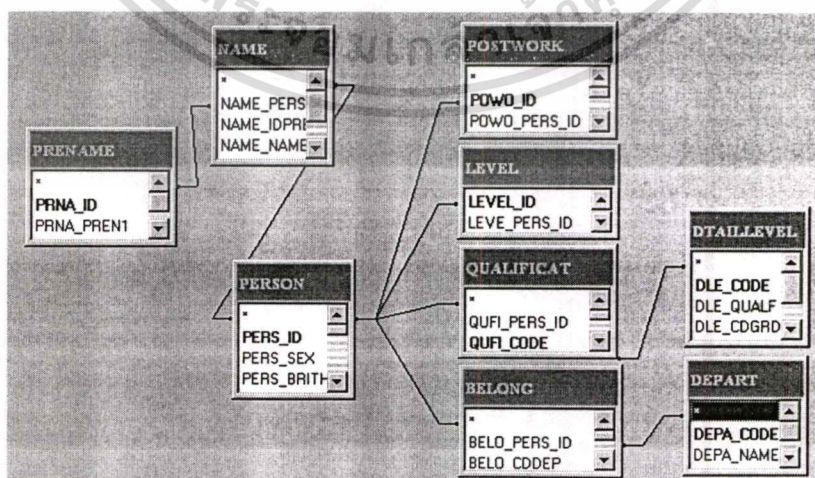 NAME
*
NAME_PERS
NAME_IDPRE
NAME_NAME
PRENAME
*
PRNA_ID
PRNA_PREN1
PERSON
*
PERS_ID
PERS_SEX
PERS_BRITH
POSTWORK
*
POWO_ID
POWO_PERS_ID
LEVEL
LEVEL_ID
LEVE_PERS_ID
QUALIFICAT
*
QUFI_PERS_ID
QUFI_CODE
BELONG
*
BELO_PERS_ID
BELO_CDDEP
DTAILLEVEL
*
DLE_CODE
DLE_QUALF
DLE_CDGRD
DEPART
*
DEPA_CODE
DEPA_NAME